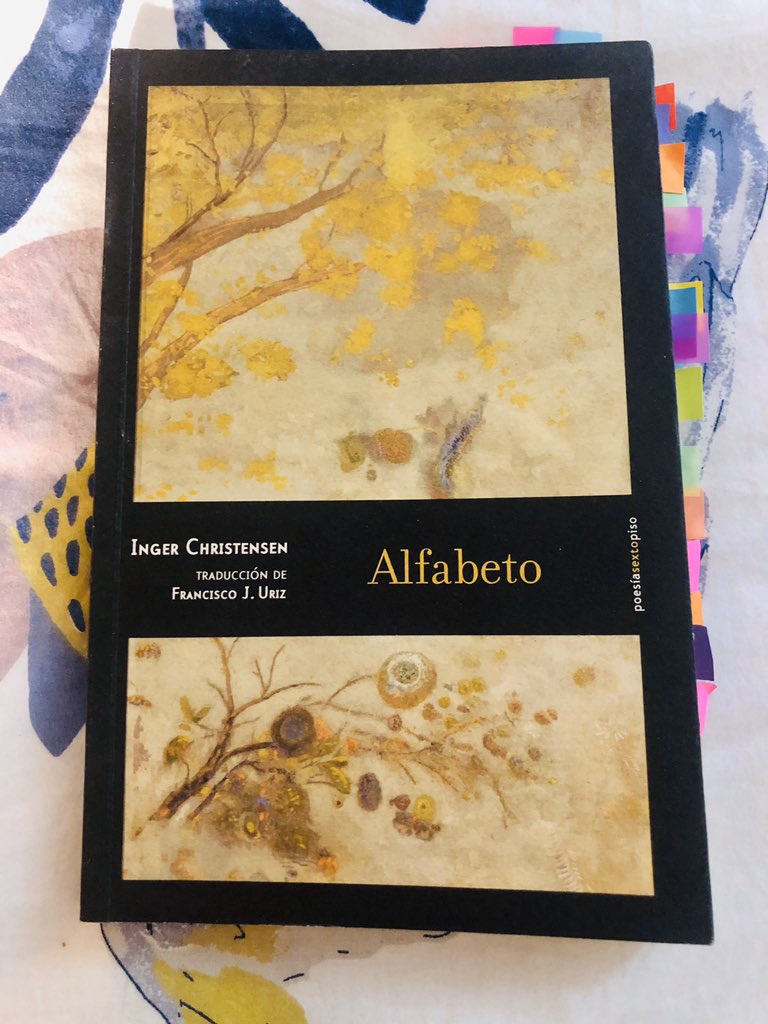 INGER CHRISTENSEN
TRADUCCIÓN DE
FRANCISCO J. URIZ
Alfabeto
poesíasextopiso